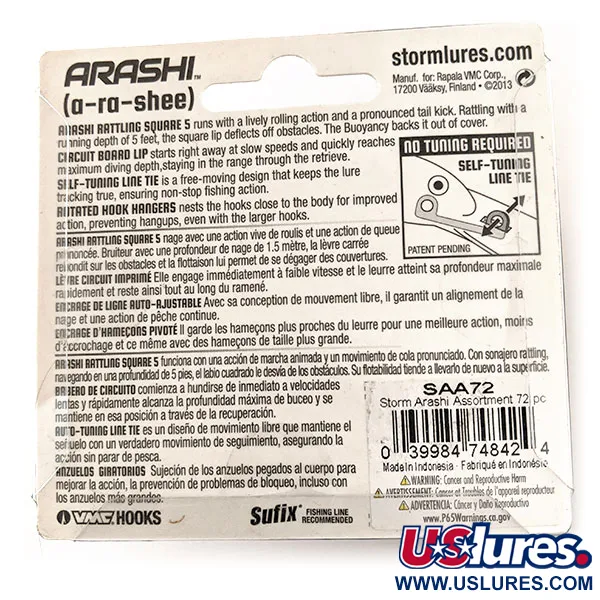 ARASHI™
(a-ra-shee)
stormlures.com
Manuf. for: Rapala VMC Corp.,
17200 Vääksy, Finland • ©2013
ARASHI RATTLING SQUARE 5 runs with a lively rolling action and a pronounced tail kick. Rattling with a
running depth of 5 feet, the square lip deflects off obstacles. The Buoyancy backs it out of cover.
CIRCUIT BOARD LIP starts right away at slow speeds and quickly reaches
maximum diving depth,staying in the range through the retrieve.
SELF-TUNING LINE TIE is a free-moving design that keeps the lure
tracking true, ensuring non-stop fishing action.
ROTATED HOOK HANGERS nests the hooks close to the body for improved
action, preventing hangups, even with the larger hooks.
NO TUNING REQUIRED
SELF-TUNING
LINE TIE
PATENT PENDING
ARASHI RATTLING SQUARE 5 nage avec une action vive de roulis et une action de queue
prononcée. Bruiteur avec une profondeur de nage de 1.5 mètre, la lèvre carrée
rebondit sur les obstacles et la flottaison lui permet de se dégager des couvertures.
LÈVRE CIRCUIT IMPRIMÉ Elle engage immédiatement à faible vitesse et le leurre atteint sa profondeur maximale
rapidement et reste ainsi tout au long du ramené.
ENCRAGE DE LIGNE AUTO-AJUSTABLE Avec sa conception de mouvement libre, il garantit un alignement de la
nage et une action de pêche continue.
ENCRAGE D'HAMEÇONS PIVOTÉ Il garde les hameçons plus proches du leurre pour une meilleure action, moins
d'accrochage et ce même avec des hameçons de taille plus grande.
ARASHI RATTLING SQUARE 5 funciona con una acción de marcha animada y un movimiento de cola pronunciado. Con sonajero rattling,
navegando en una profundidad de 5 pies, el labio cuadrado le desvía de los obstáculos. Su flotabilidad tiende a llevarlo de nuevo a la superficie.
BABERO DE CIRCUITO comienza a hundirse de inmediato a velocidades
lentas y rápidamente alcanza la profundidad máxima de buceo y se
mantiene en esa posición a través de la recuperación.
AUTO-TUNING LINE TIE es un diseño de movimiento libre que mantiene el
señuelo con un verdadero movimiento de seguimiento, asegurando la
acción sin parar de pesca.
ANZUELOS GIRATORIOS Sujeción de los anzuelos pegados al cuerpo para
mejorar la acción, la prevención de problemas de bloqueo, incluso con
los anzuelos más grandes.
SAA72
Storm Arashi Assortment 72 pc
0 39984 74842 4
Made in Indonesia · Fabriqué en Indonésie
WARNING: Cancer and Reproductive Harm
AVERTISSEMENT: Cancer et Troubles de l'appareil reproducteur
ADVERTENCIA: Cáncer y Daño Reproductivo
www.P65Warnings.ca.gov
VMC HOOKS
Sufix® FISHING LINE
RECOMMENDED
USlures.
WWW.USLURES.COM